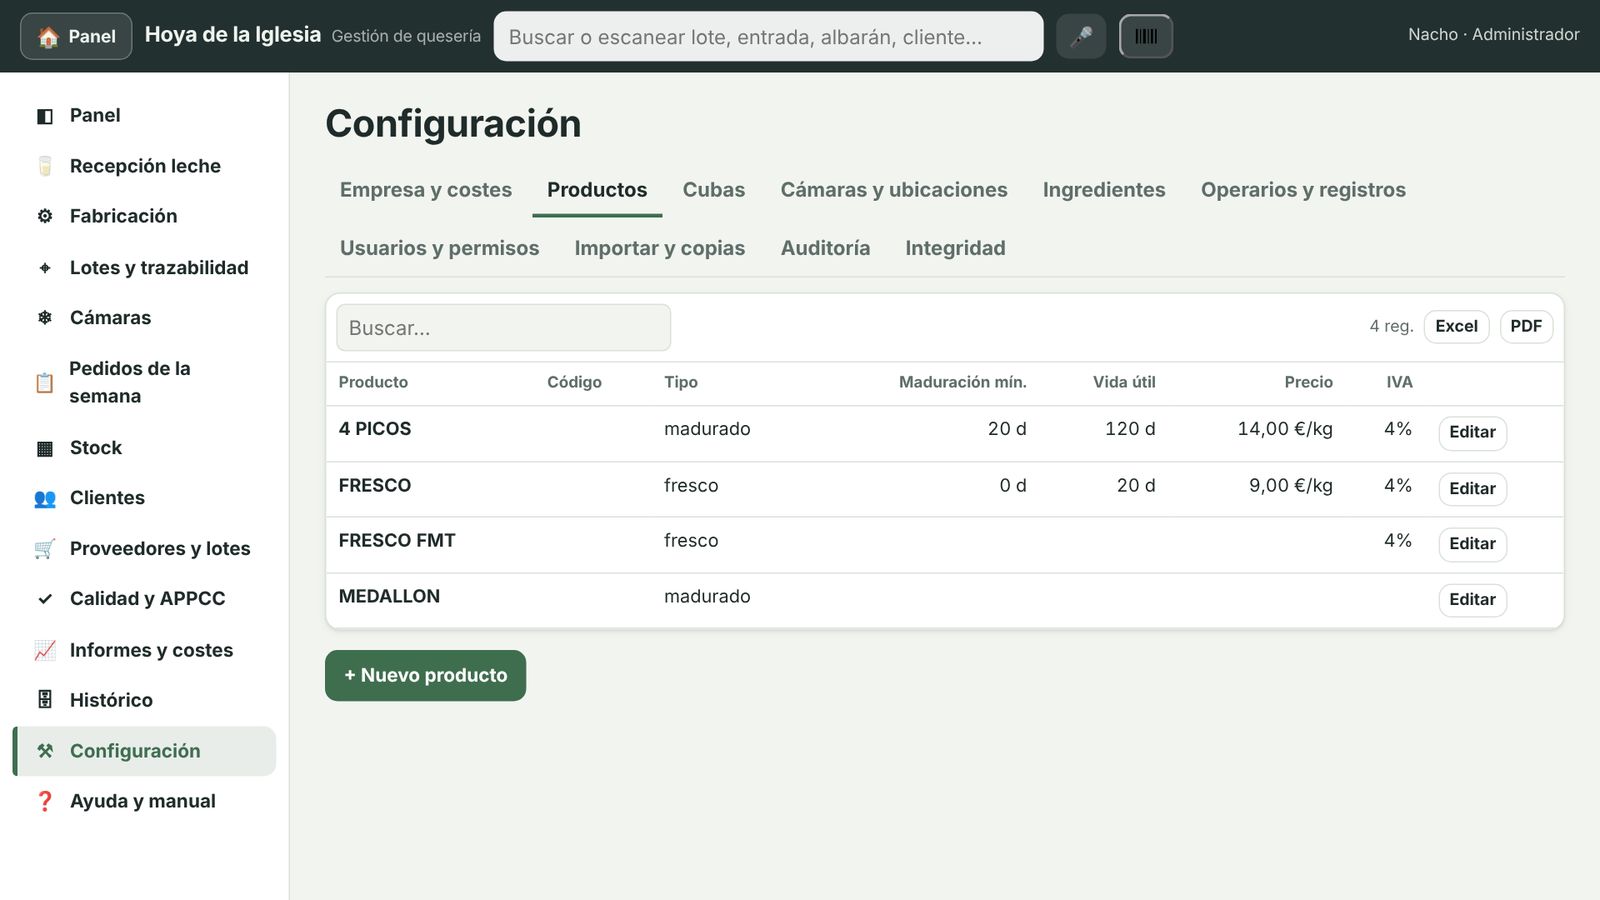 Panel
Hoya de la Iglesia Gestión de quesería
Buscar o escanear lote, entrada, albarán, cliente...
Nacho · Administrador
Panel
Recepción leche
Fabricación
Lotes y trazabilidad
Cámaras
Pedidos de la
semana
Stock
Clientes
Proveedores y lotes
Calidad y APPCC
Informes y costes
Histórico
Configuración
Ayuda y manual
Configuración
Empresa y costes Productos Cubas Cámaras y ubicaciones Ingredientes Operarios y registros
Usuarios y permisos Importar y copias Auditoría Integridad
Buscar... 4 reg. Excel PDF
Producto Código Tipo Maduración mín. Vida útil Precio IVA
4 PICOS madurado 20 d 120 d 14,00 €/kg 4% Editar
FRESCO fresco 0 d 20 d 9,00 €/kg 4% Editar
FRESCO FMT fresco 4% Editar
MEDALLON madurado Editar
+ Nuevo producto